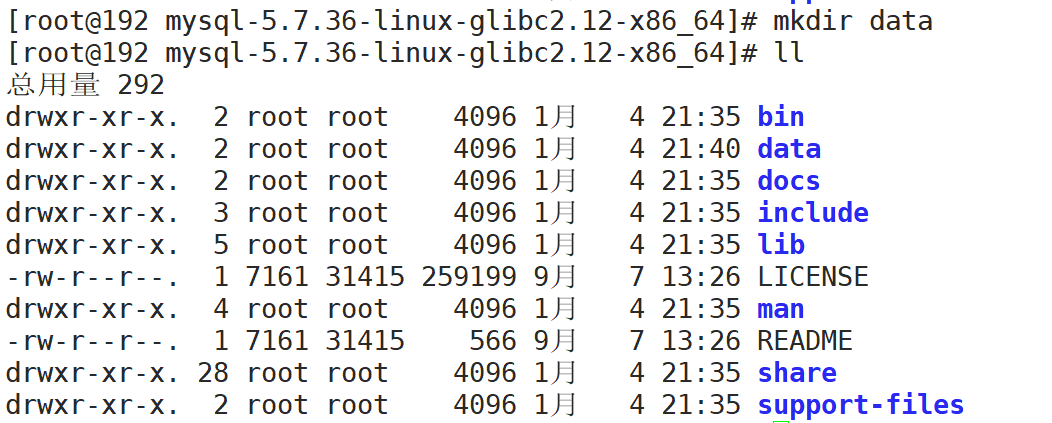 [root@192 mysql-5.7.36-linux-glibc2.12-x86_64]# mkdir data
[root@192 mysql-5.7.36-linux-glibc2.12-x86_64]# ll
总用量 292
drwxr-xr-x.  2 root root    4096 1月   4 21:35 bin
drwxr-xr-x.  2 root root    4096 1月   4 21:40 data
drwxr-xr-x.  2 root root    4096 1月   4 21:35 docs
drwxr-xr-x.  3 root root    4096 1月   4 21:35 include
drwxr-xr-x.  5 root root    4096 1月   4 21:35 lib
-rw-r--r--.  1 7161 31415 259199 9月   7 13:26 LICENSE
drwxr-xr-x.  4 root root    4096 1月   4 21:35 man
-rw-r--r--.  1 7161 31415    566 9月   7 13:26 README
drwxr-xr-x. 28 root root    4096 1月   4 21:35 share
drwxr-xr-x.  2 root root    4096 1月   4 21:35 support-files